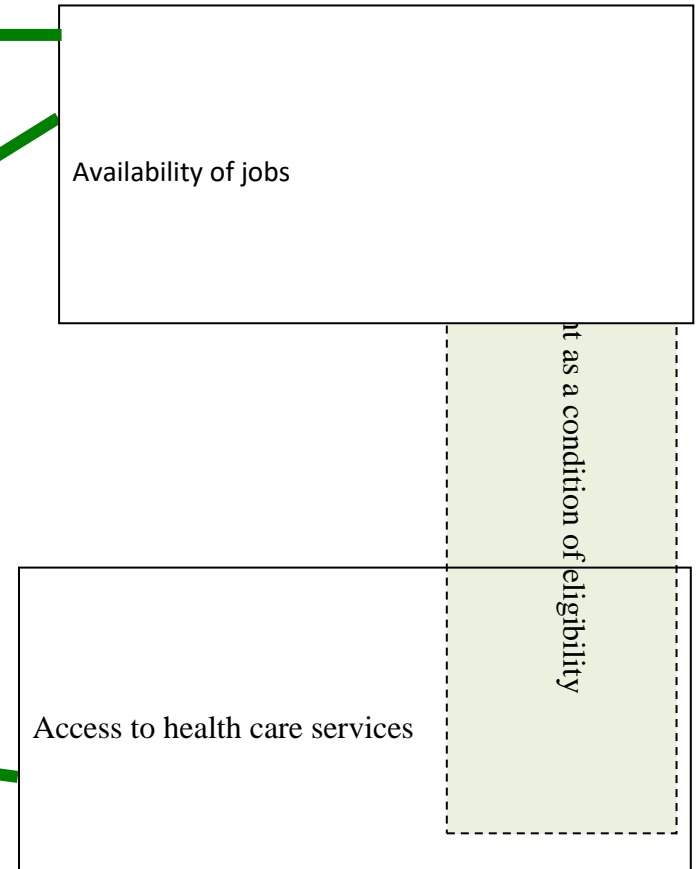 Availability of jobs
as a condition of eligibility
Access to health care services